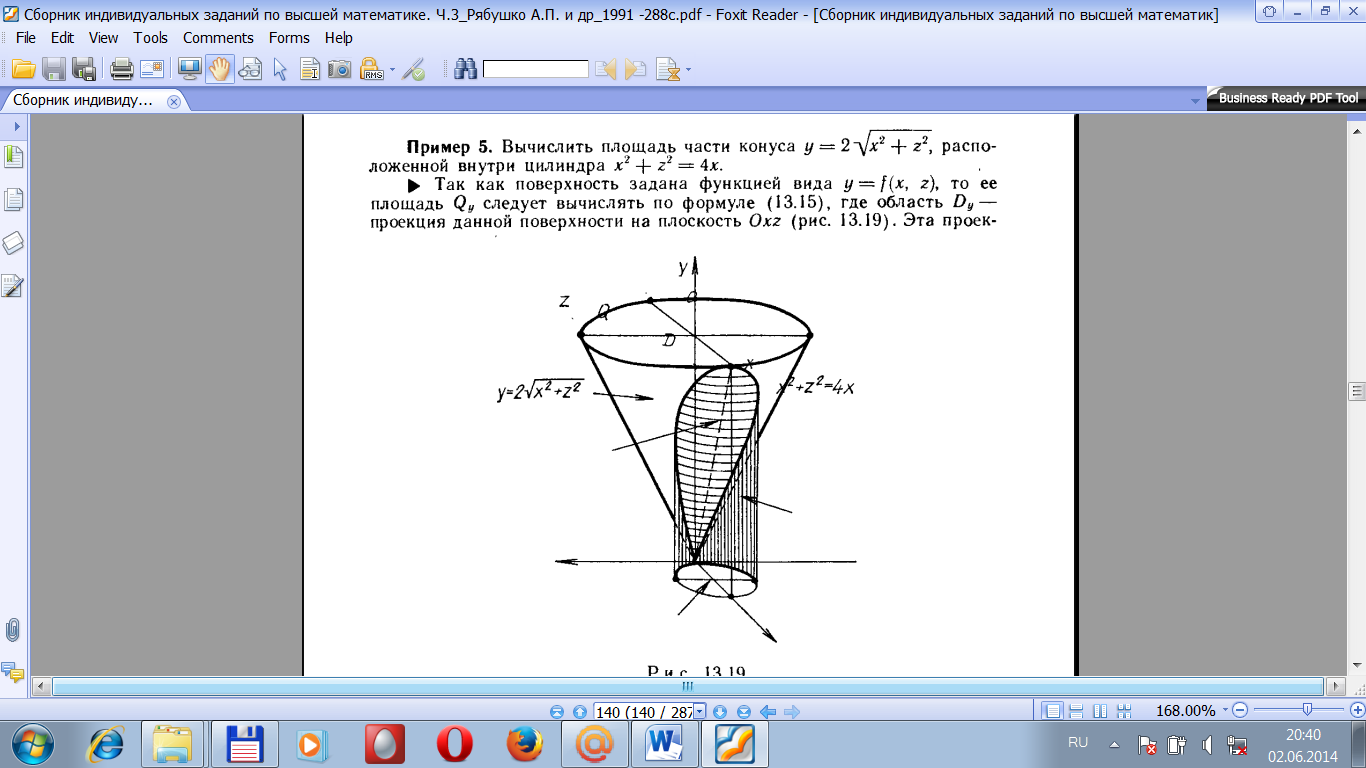 Сборник индивидуальных заданий по высшей математике. Ч.3_Рябушко А.П. и др_1991 -288с.pdf - Foxit Reader - [Сборник индивидуальных заданий по высшей математик]
File Edit View Tools Comments Forms Help
RMS
Сборник индивиду...
Business Ready PDF Tool
Пример 5. Вычислить площадь части конуса y = 2√(x² + z²), распо-
ложенной внутри цилиндра x² + z² = 4x.
▶ Так как поверхность задана функцией вида y = f(x, z), то ее
площадь Qy следует вычислять по формуле (13.15), где область Dy —
проекция данной поверхности на плоскость Oxz (рис. 13.19). Эта проек-
y
z
Q
D
x
y=2√(x²+z²)
x²+z²=4x
Рис. 13.19
140 (140 / 287
168.00%
RU
20:40
02.06.2014